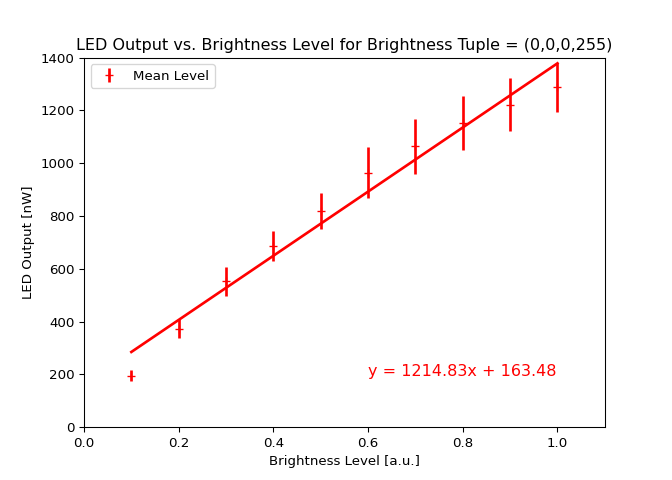 LED Output vs. Brightness Level for Brightness Tuple = (0,0,0,255)
Mean Level
1400
1200
1000
800
600
400
200
0
LED Output [nW]
y = 1214.83x + 163.48
0.0 0.2 0.4 0.6 0.8 1.0
Brightness Level [a.u.]